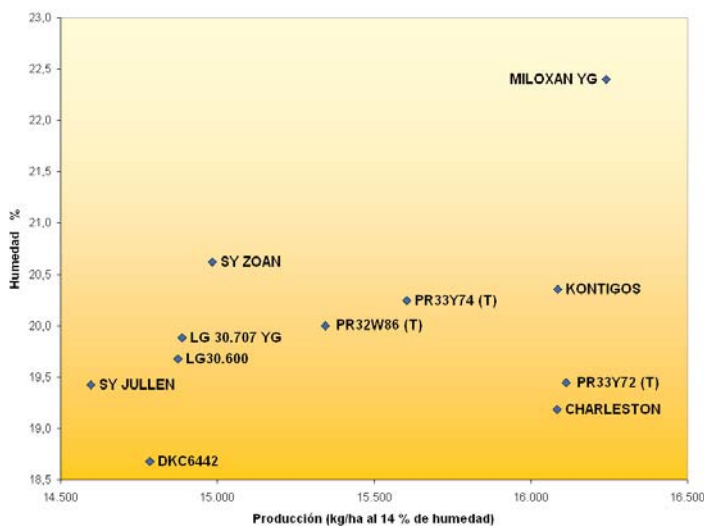 23,0
22,5
22,0
21,5
21,0
20,5
20,0
19,5
19,0
18,5
Humedad %
MILOXAN YG
SY ZOAN
KONTIGOS
PR33Y74 (T)
PR32W86 (T)
LG 30.707 YG
LG30.600
SY JULLEN
PR33Y72 (T)
CHARLESTON
DKC6442
14.500 15.000 15.500 16.000 16.500
Producción (kg/ha al 14 % de humedad)